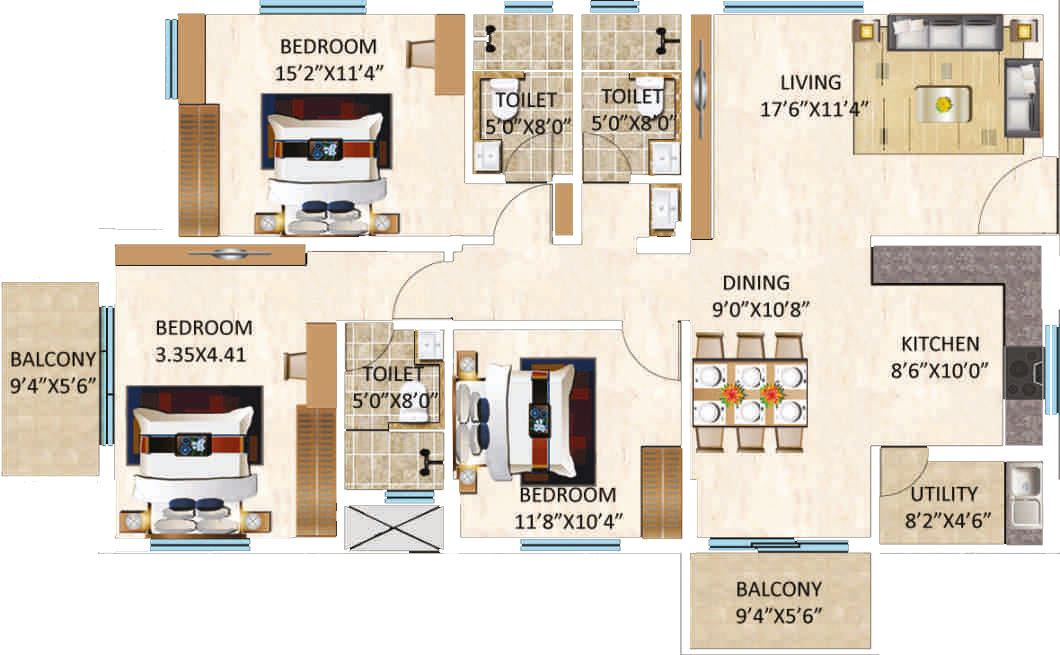 BEDROOM
15'2"X11'4"
TOILET
5'0"X8'0"
TOILET
5'0"X8'0"
LIVING
17'6"X11'4"
DINING
9'0"X10'8"
BEDROOM
3.35X4.41
BALCONY
9'4"X5'6"
TOILET
5'0"X8'0"
KITCHEN
8'6"X10'0"
BEDROOM
11'8"X10'4"
UTILITY
8'2"X4'6"
BALCONY
9'4"X5'6"